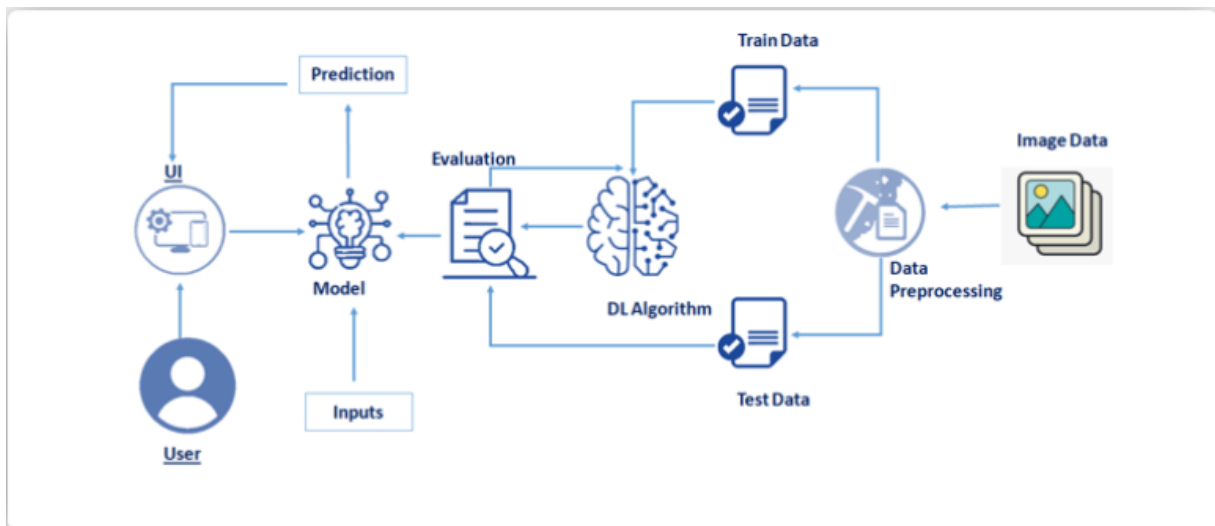 Train Data
Prediction
Image Data
Evaluation
UI
Data
Preprocessing
Model
DL Algorithm
Test Data
Inputs
User